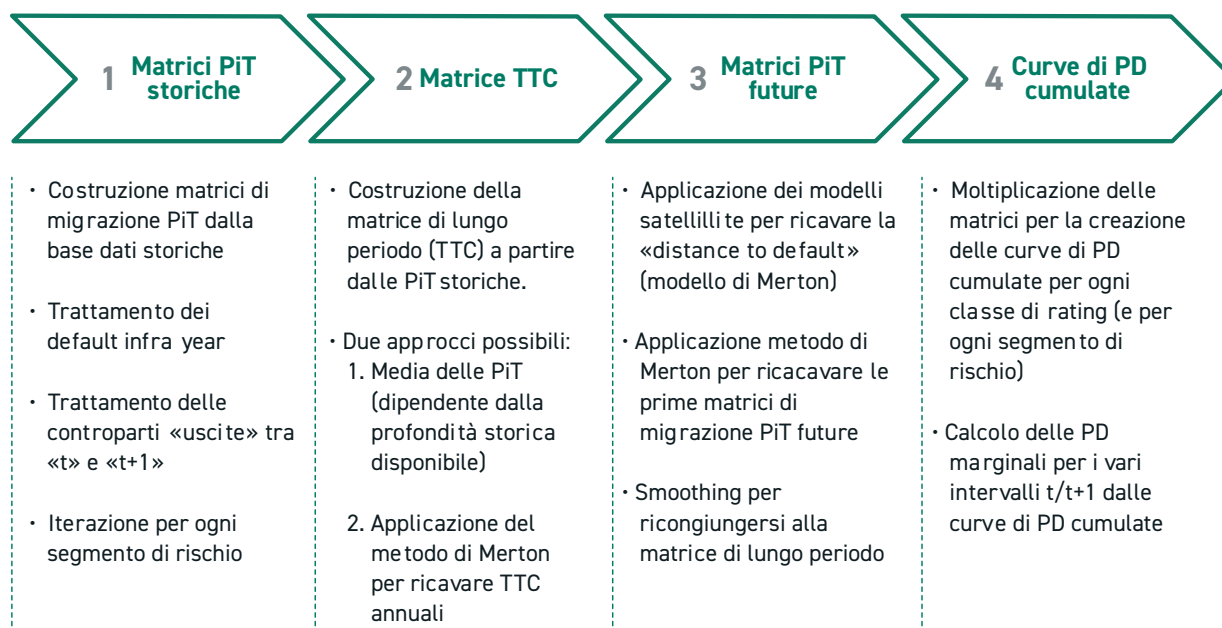 1 Matrici PiT
storiche
2 Matrice TTC
3 Matrici PiT
future
4 Curve di PD
cumulate
• Costruzione matrici di
migrazione PiT dalla
base dati storiche
• Trattamento dei
default infra year
• Trattamento delle
controparti «uscite» tra
«t» e «t+1»
• Iterazione per ogni
segmento di rischio
• Costruzione della
matrice di lungo
periodo (TTC) a partire
dalle PiT storiche.
• Due approcci possibili:
1. Media delle PiT
(dipendente dalla
profondità storica
disponibile)
2. Applicazione del
metodo di Merton
per ricavare TTC
annuali
• Applicazione dei modelli
satellilli te per ricavare la
«distance to default»
(modello di Merton)
• Applicazione metodo di
Merton per ricacavare le
prime matrici di
migrazione PiT future
• Smoothing per
ricongiungersi alla
matrice di lungo periodo
• Moltiplicazione delle
matrici per la creazione
delle curve di PD
cumulate per ogni
classe di rating (e per
ogni segmento di
rischio)
• Calcolo delle PD
marginali per i vari
intervalli t/t+1 dalle
curve di PD cumulate